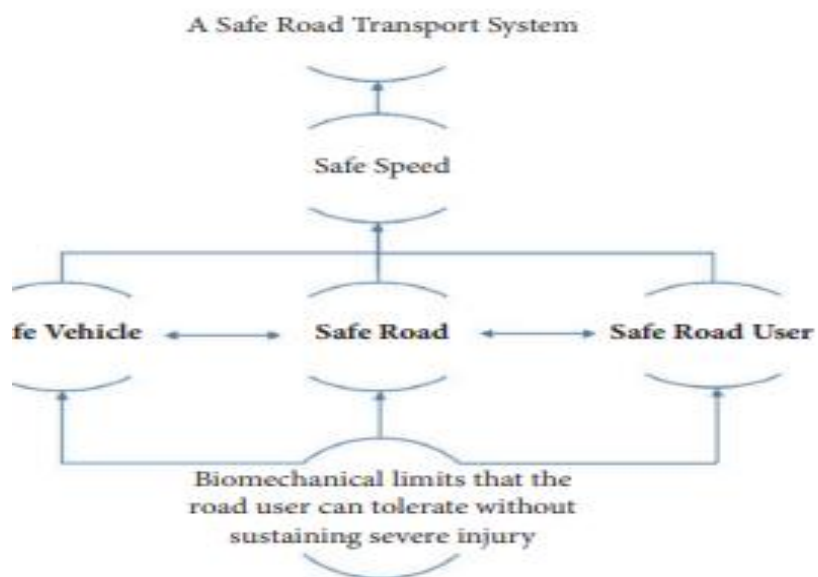 A Safe Road Transport System
Safe Speed
fe Vehicle
Safe Road
Safe Road User
Biomechanical limits that the
road user can tolerate without
sustaining severe injury